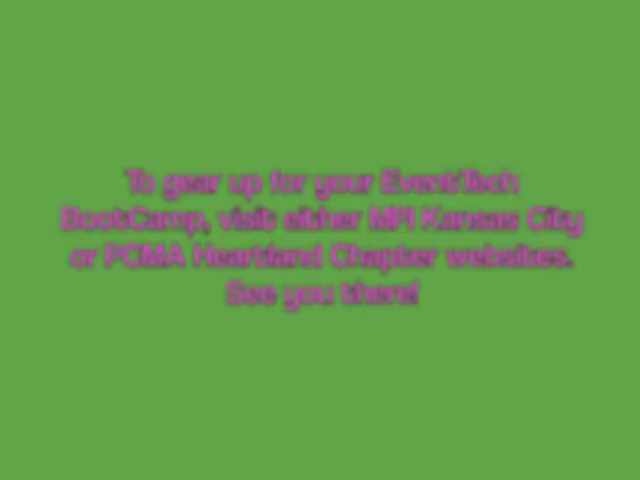 To gear up for your EventTech
BootCamp, visit either MPI Kansas City
or PCMA Heartland Chapter websites.
See you there!